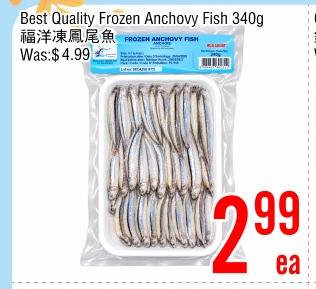 Best Quality Frozen Anchovy Fish 340g
福洋凍鳳尾魚
Was:$4.99
FROZEN ANCHOVY FISH
ANCHOIS
2.99
ea